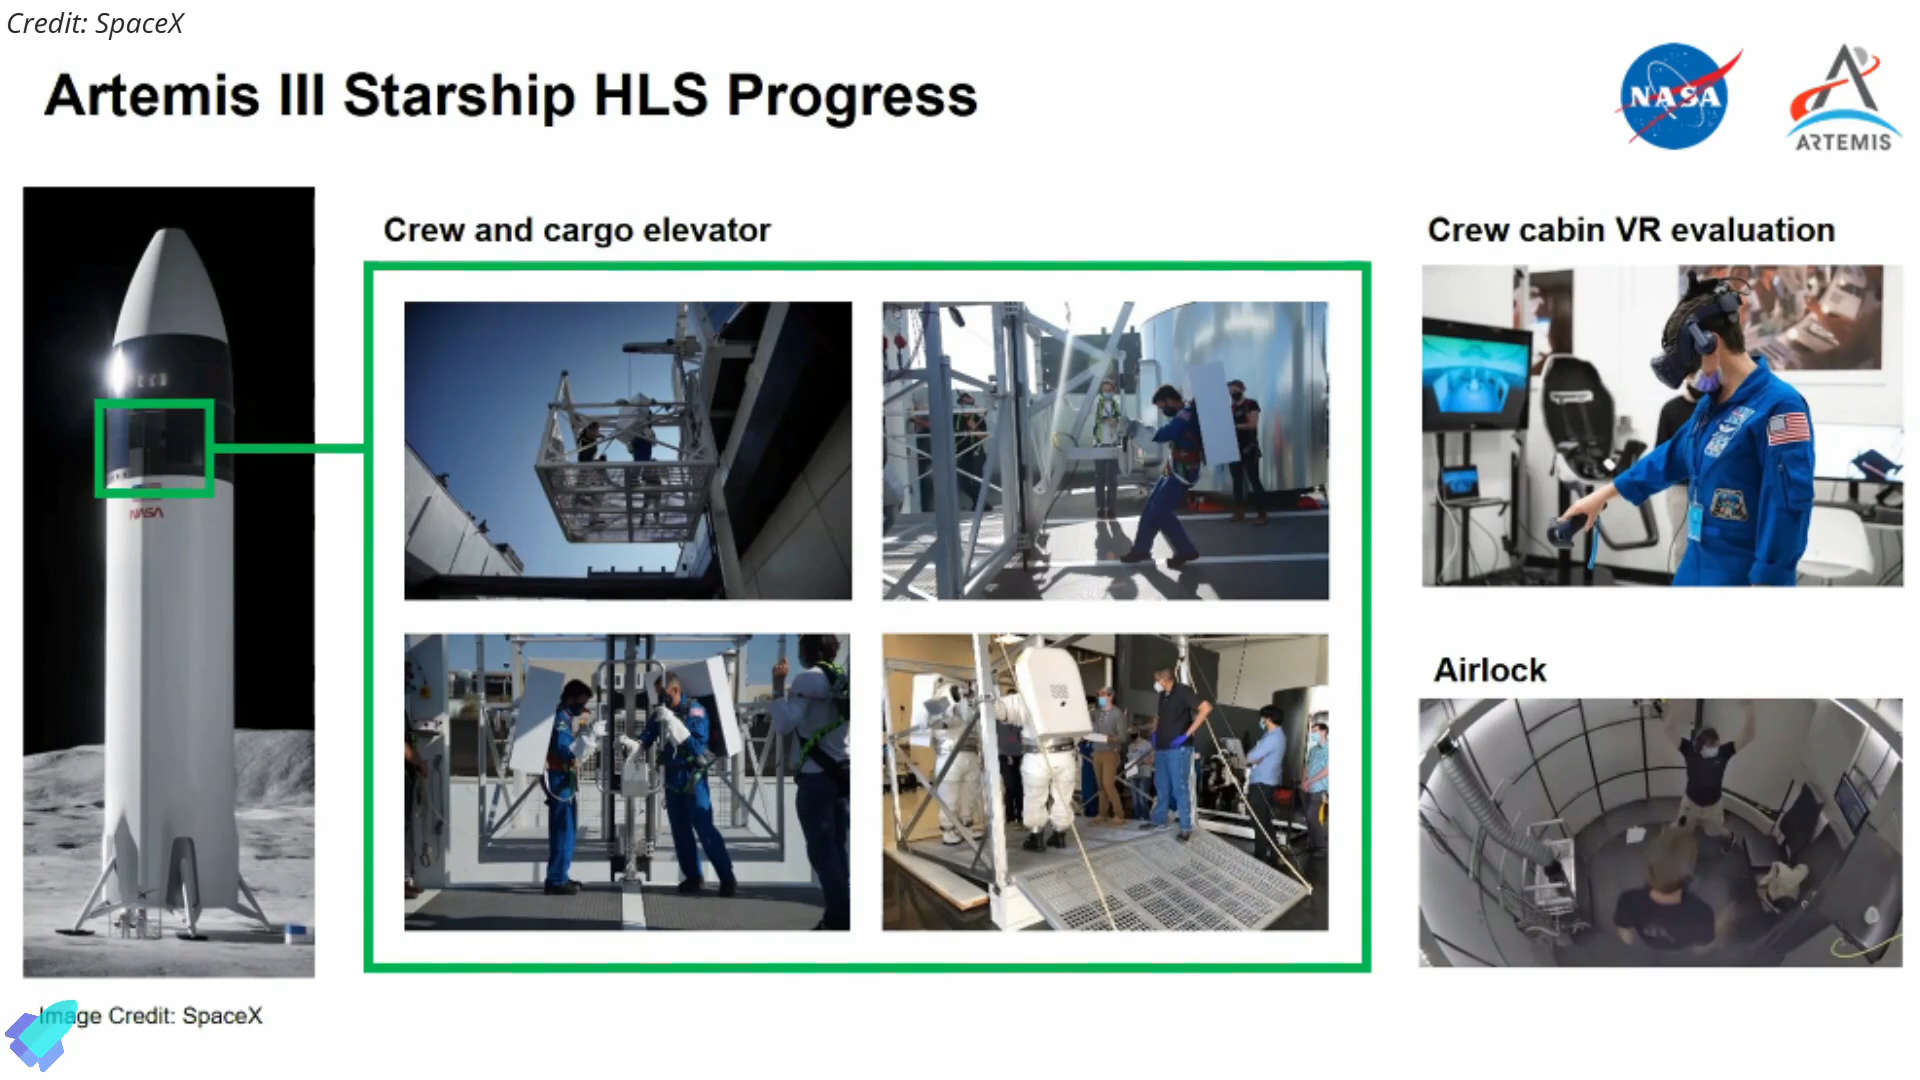 Credit: SpaceX
Artemis III Starship HLS Progress
NASA
ARTEMIS
Crew and cargo elevator
Crew cabin VR evaluation
NASA
Airlock
Image Credit: SpaceX